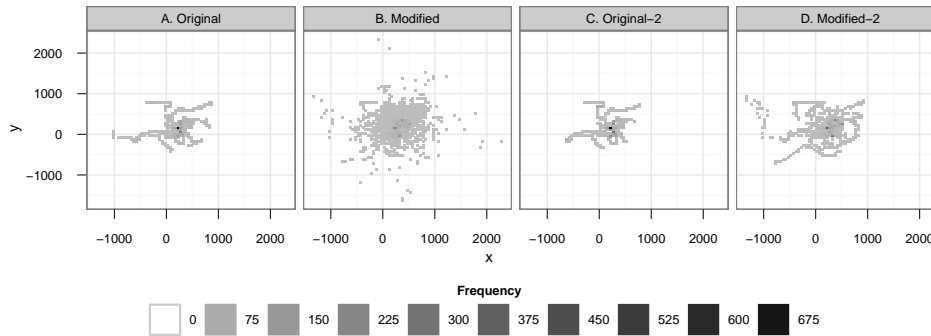 A. Original B. Modified C. Original−2 D. Modified−2
2000
1000
0
−1000
y
−1000 0 1000 2000 −1000 0 1000 2000 −1000 0 1000 2000 −1000 0 1000 2000
x
Frequency
0 75 150 225 300 375 450 525 600 675